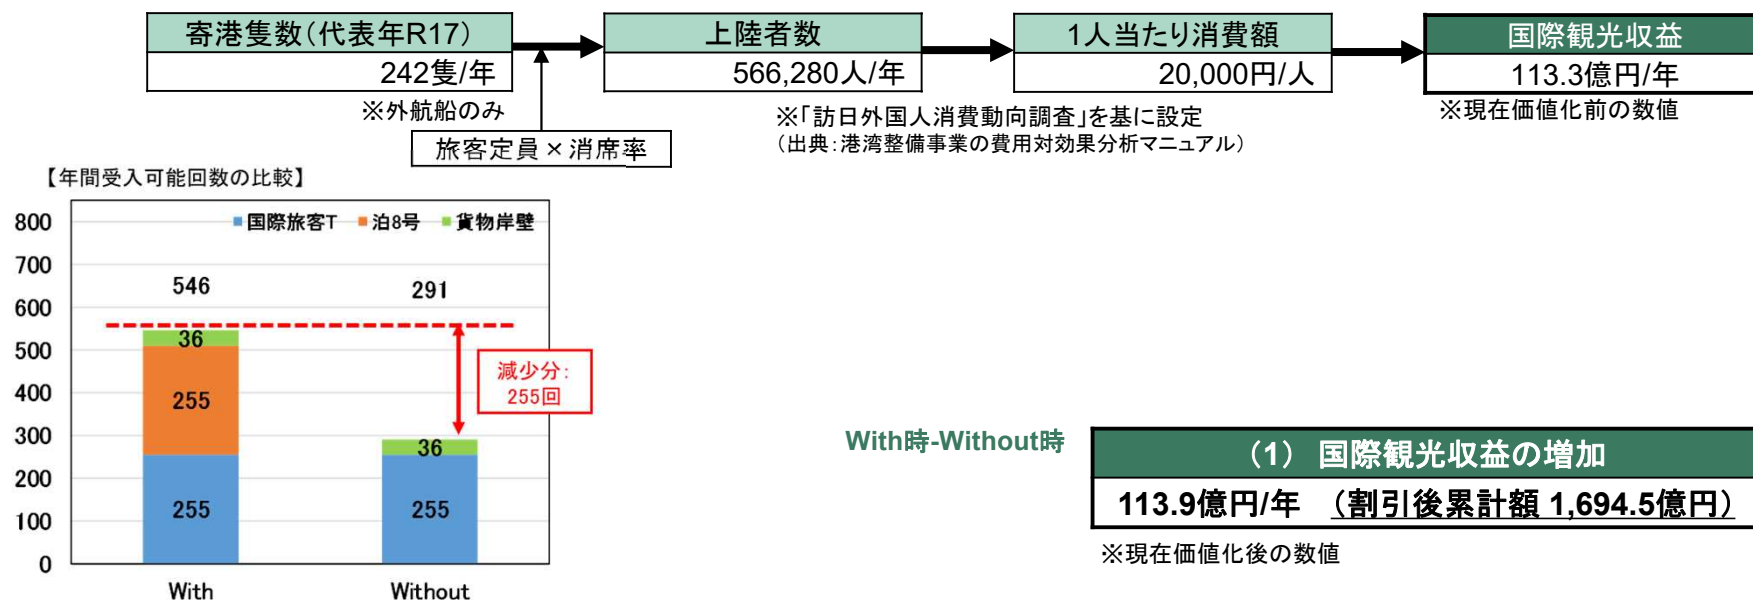 寄港隻数(代表年R17)
242隻/年
※外航船のみ
旅客定員×消席率
上陸者数
566,280人/年
1人当たり消費額
20,000円/人
※「訪日外国人消費動向調査」を基に設定
(出典:港湾整備事業の費用対効果分析マニュアル)
国際観光収益
113.3億円/年
※現在価値化前の数値
【年間受入可能回数の比較】
国際旅客T 泊8号 貨物岸壁
800
700
600
500
400
300
200
100
0
546
36
255
255
With
291
36
255
Without
減少分:
255回
With時-Without時
(1) 国際観光収益の増加
113.9億円/年 (割引後累計額 1,694.5億円)
※現在価値化後の数値